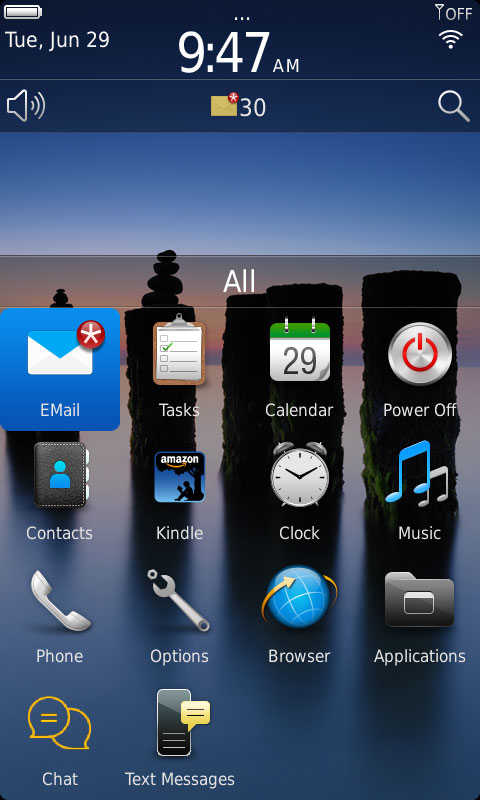 ...
OFF
Tue, Jun 29
9:47 AM
30
All
EMail
Tasks
29
Calendar
Power Off
Contacts
amazon
Kindle
Clock
Music
Phone
Options
Browser
Applications
Chat
Text Messages